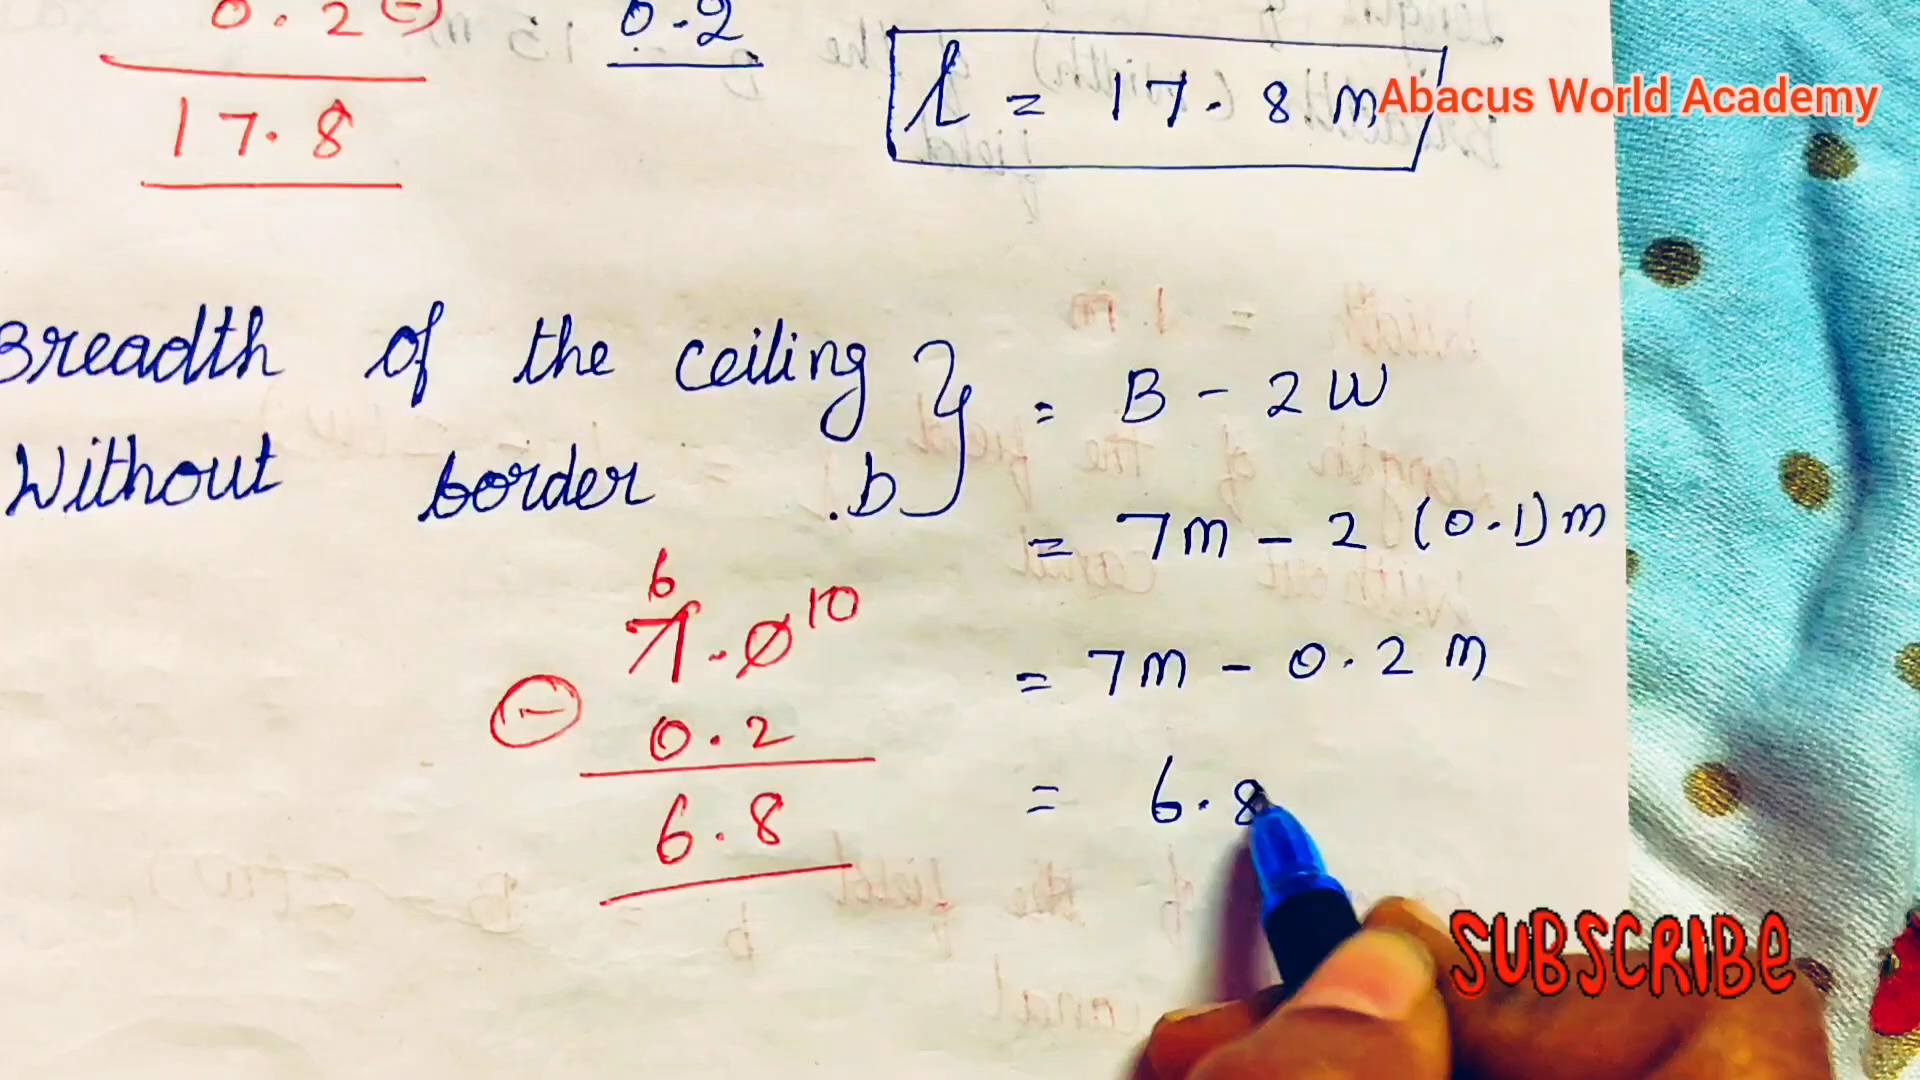 0.2(-)
0.2
17.8
l = 17.8 m
Abacus World Academy
Breadth of the ceiling } = B - 2W
Without border b
= 7m - 2 (0.1)m
6 10
7.0
= 7m - 0.2 m
(-) 0.2
6.8
= 6.8
SUBSCRIBE